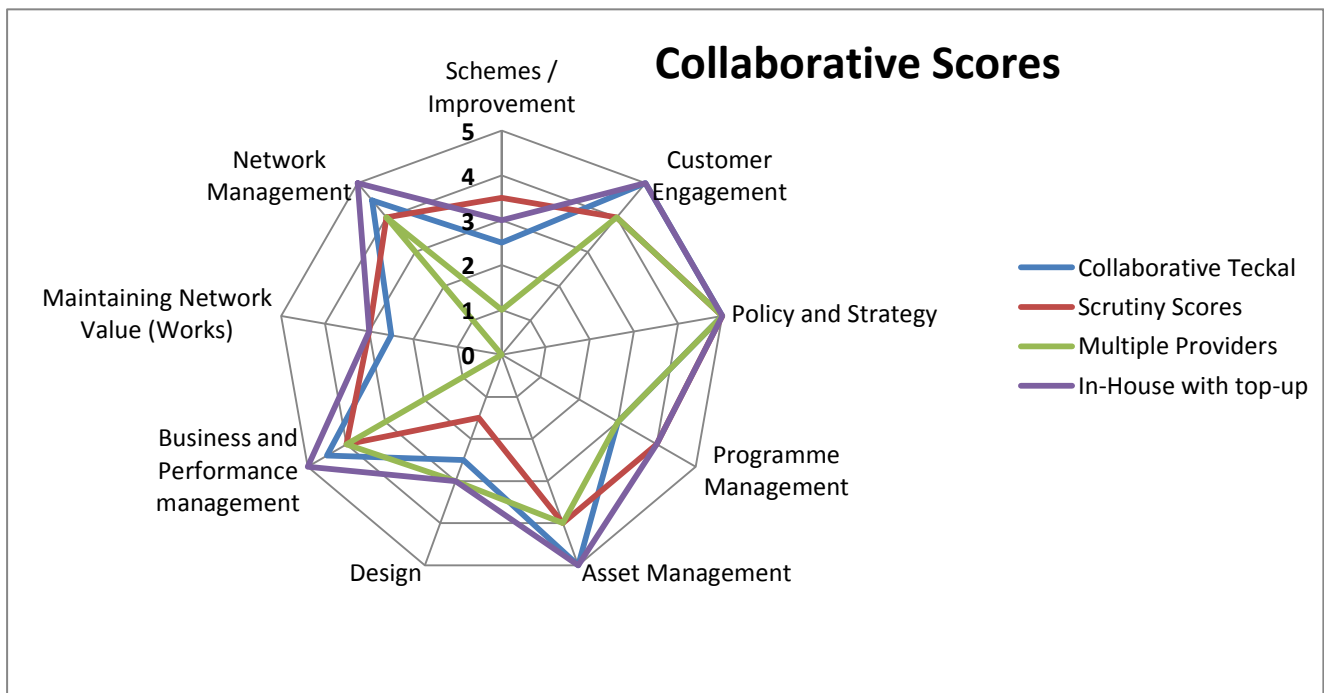 Collaborative Scores
Schemes /
Improvement
Customer
Engagement
Policy and Strategy
Programme
Management
Asset Management
Design
Business and
Performance
management
Maintaining Network
Value (Works)
Network
Management
5
4
3
2
1
0
Collaborative Teckal
Scrutiny Scores
Multiple Providers
In-House with top-up